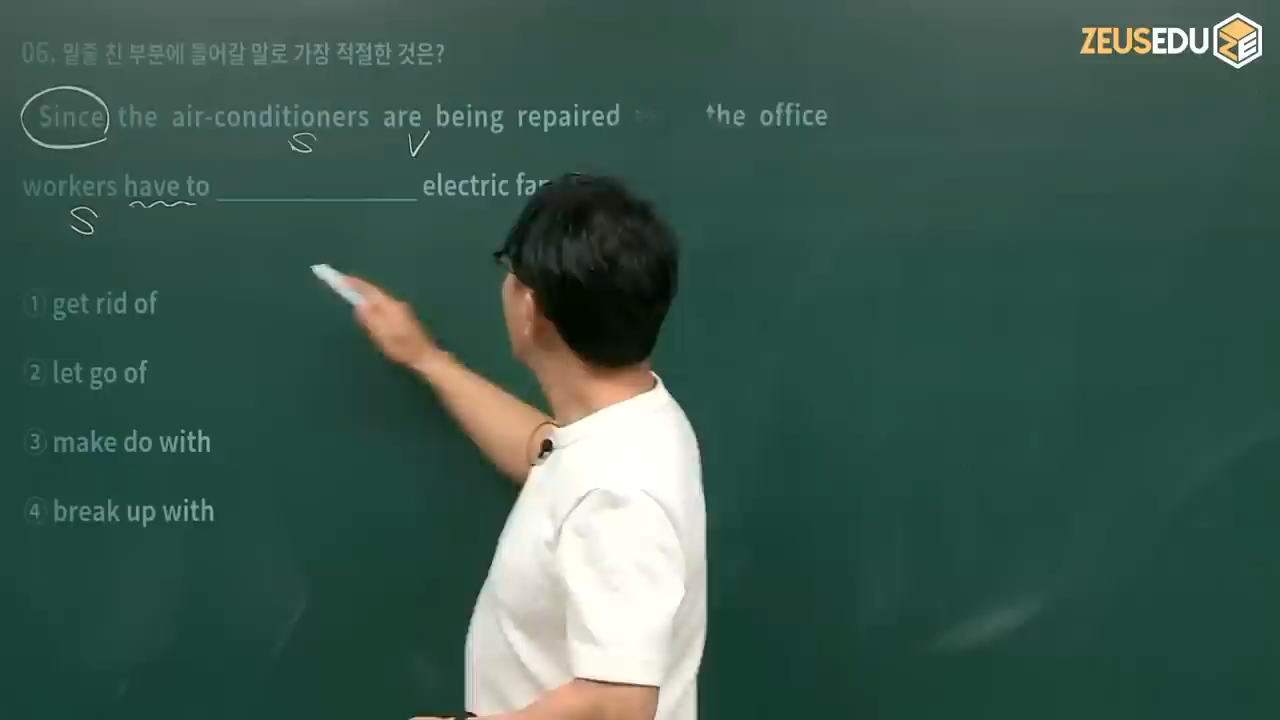 ZEUSEDU
06. 밑줄 친 부분에 들어갈 말로 가장 적절한 것은?
Since the air-conditioners are being repaired the office
S V
workers have to ____________ electric
S
① get rid of
② let go of
③ make do with
④ break up with